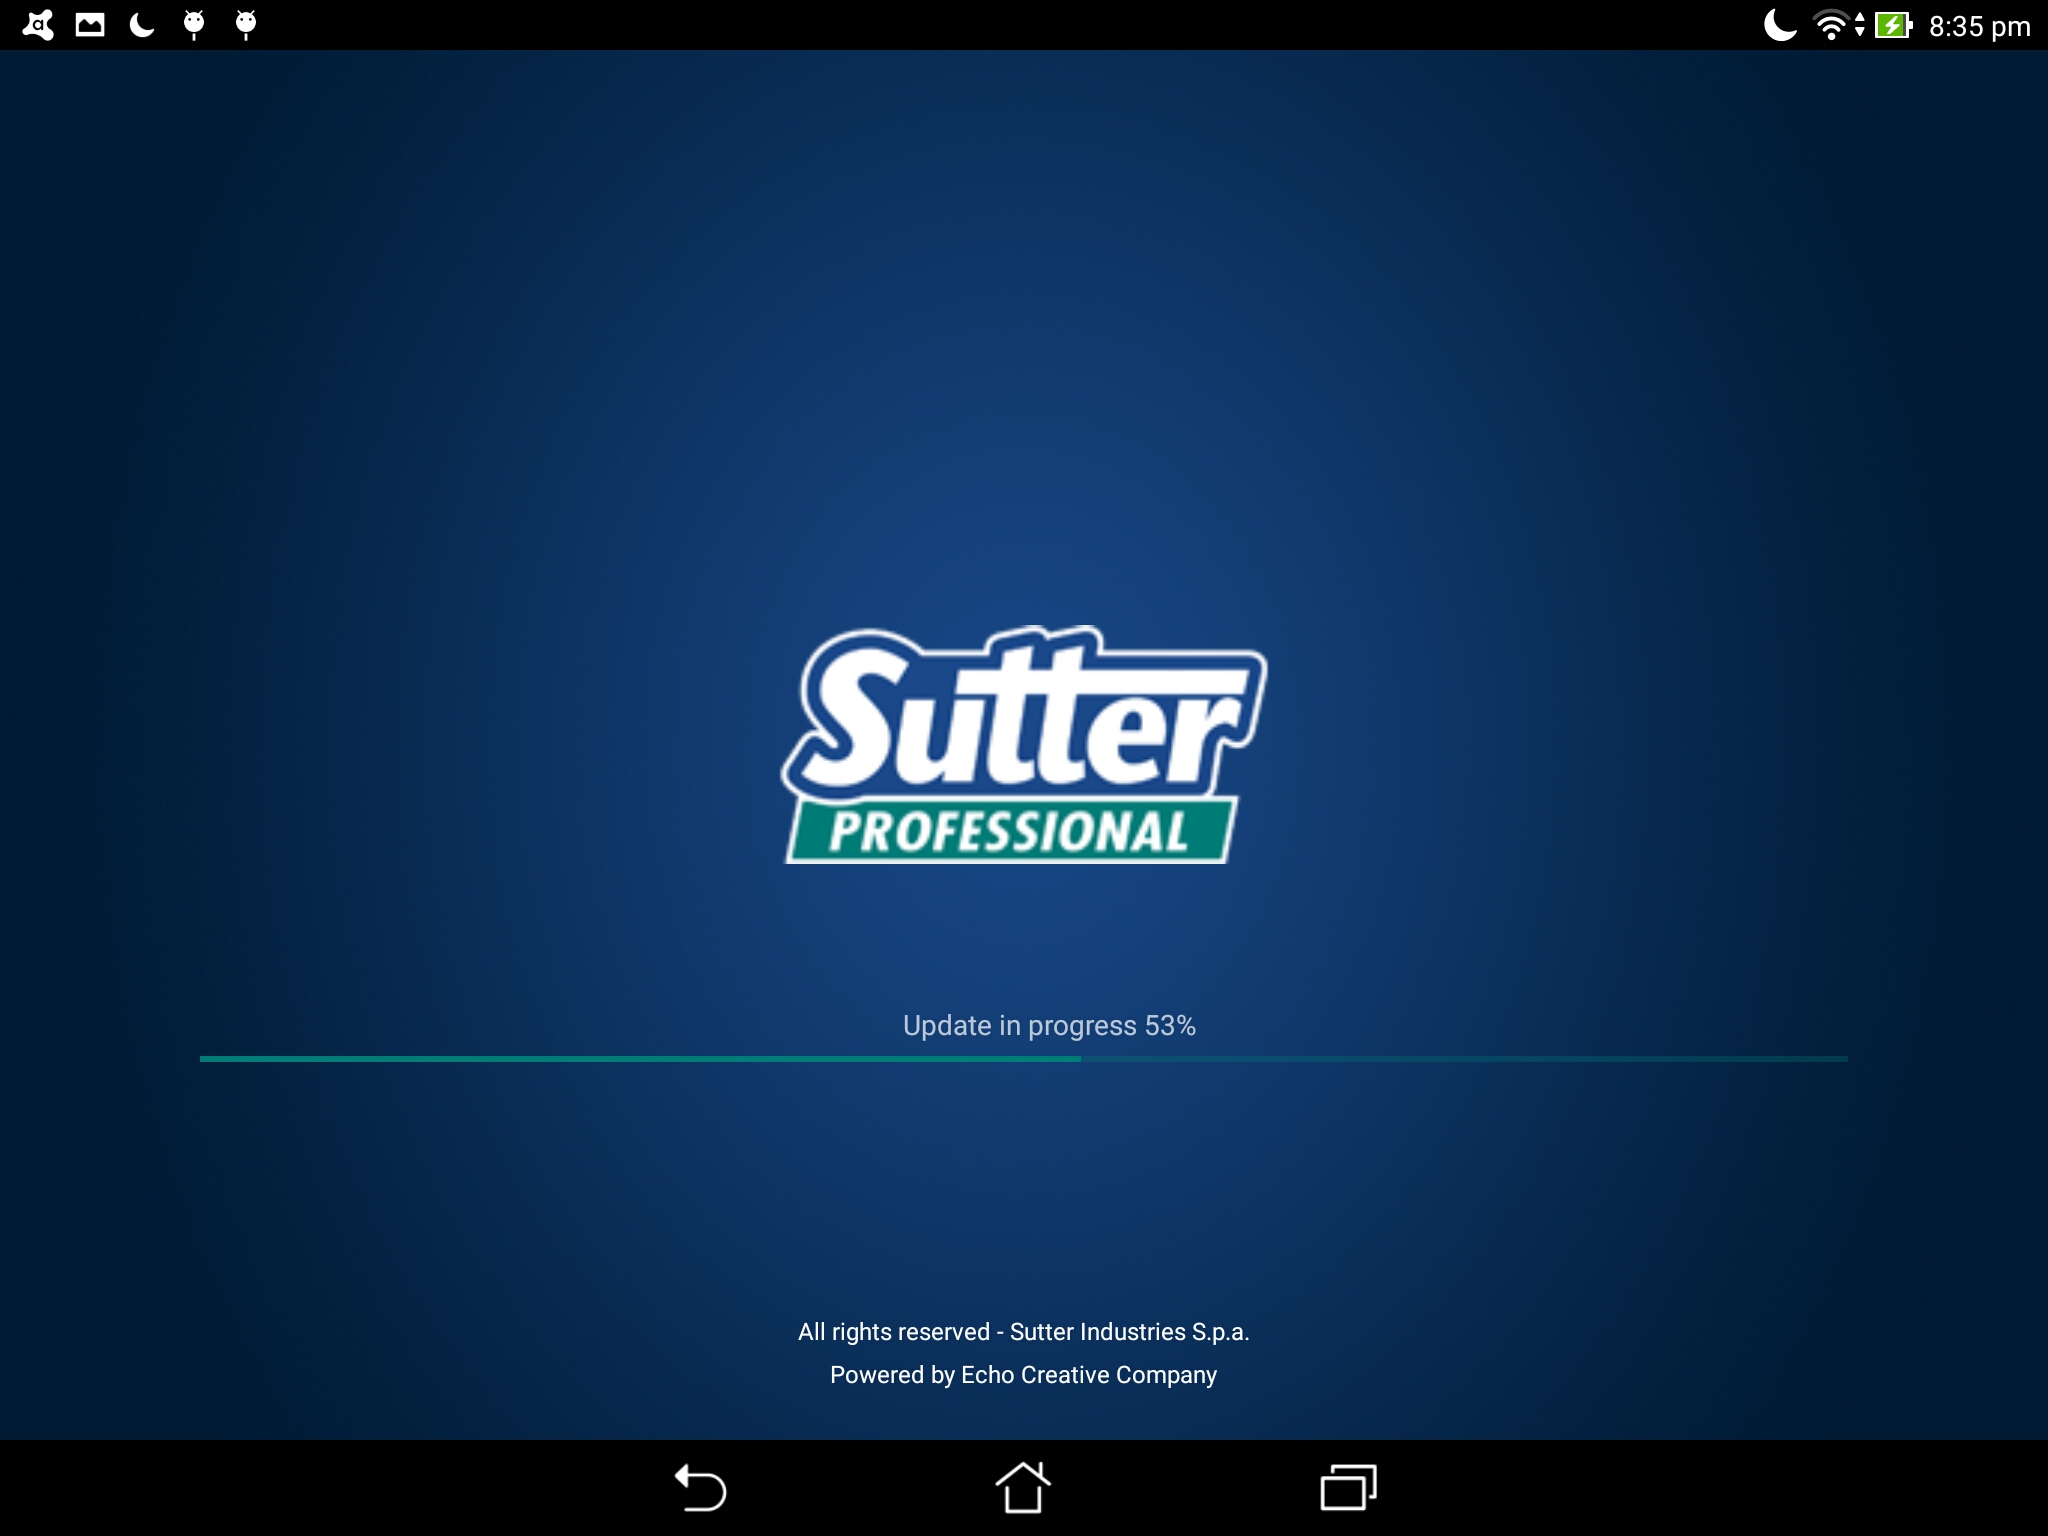 8:35 pm
Sutter
PROFESSIONAL
Update in progress 53%
All rights reserved - Sutter Industries S.p.a.
Powered by Echo Creative Company